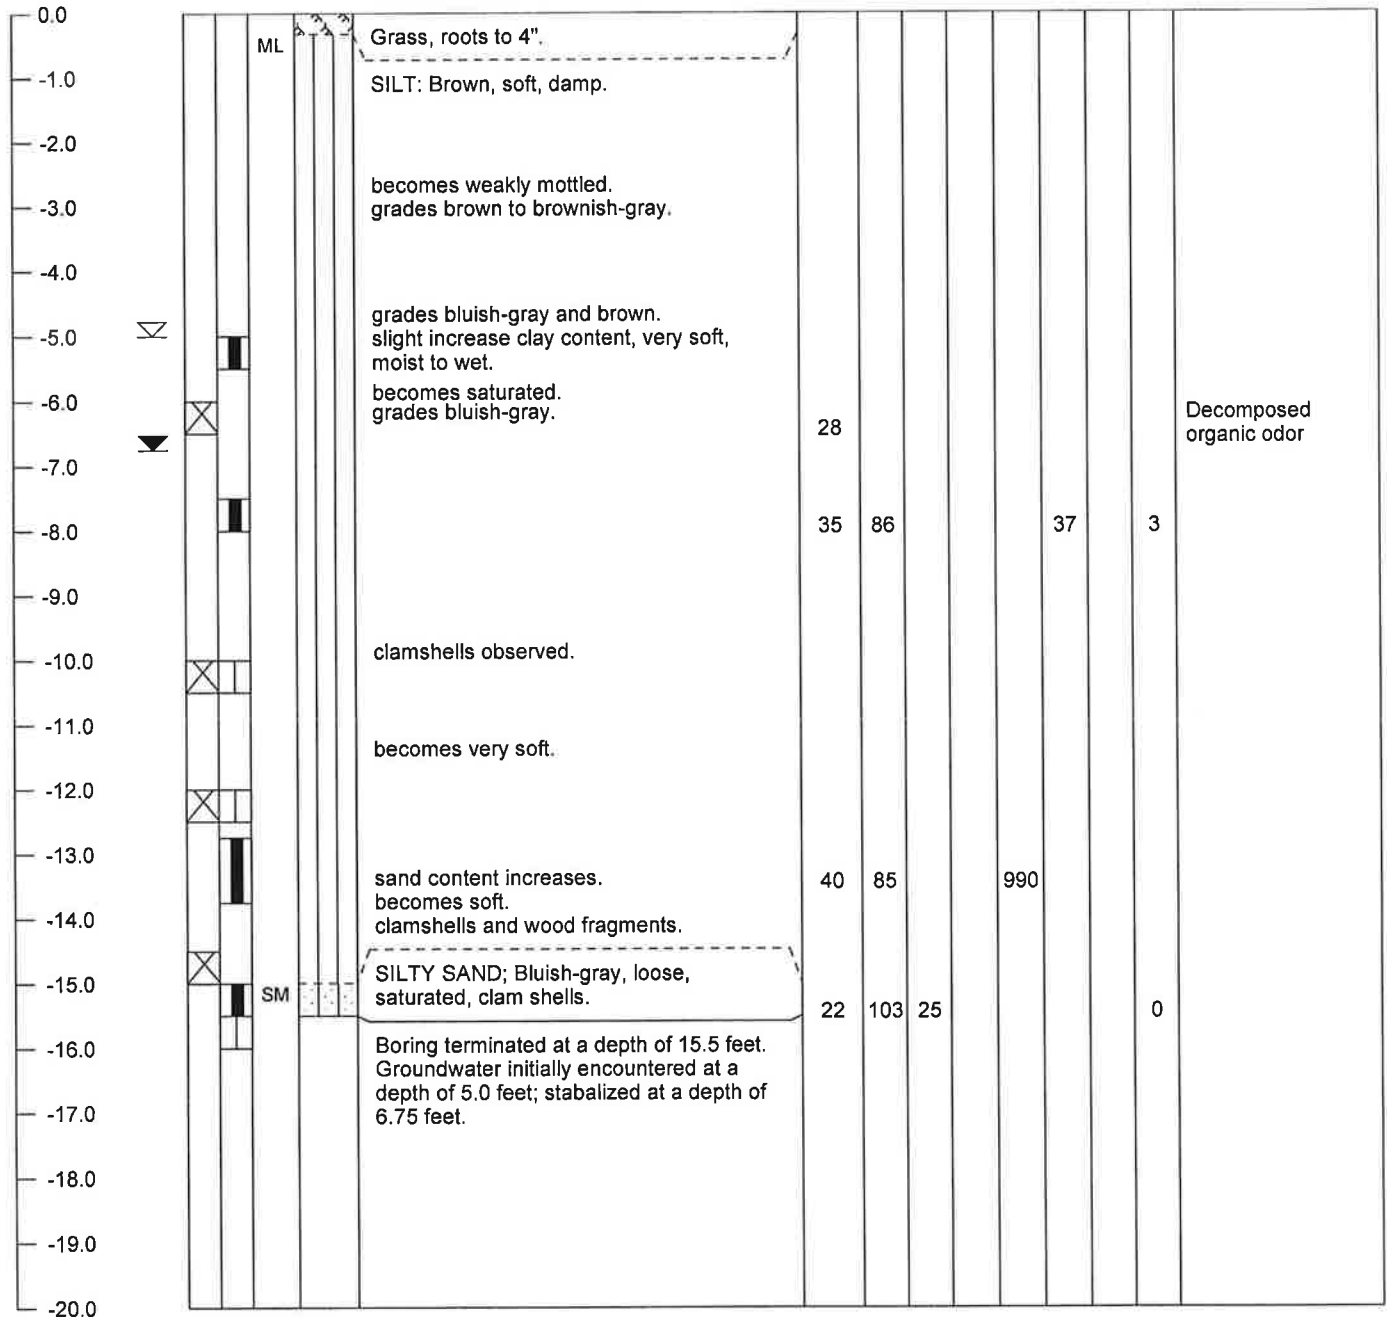 0.0
ML
Grass, roots to 4".
-1.0
SILT: Brown, soft, damp.
-2.0
becomes weakly mottled.
-3.0
grades brown to brownish-gray.
-4.0
grades bluish-gray and brown.
-5.0
slight increase clay content, very soft,
moist to wet.
becomes saturated.
-6.0
grades bluish-gray.
28
Decomposed
organic odor
-7.0
-8.0
35 86 37 3
-9.0
-10.0
clamshells observed.
-11.0
becomes very soft.
-12.0
-13.0
sand content increases.
40 85 990
becomes soft.
-14.0
clamshells and wood fragments.
-15.0
SM
SILTY SAND; Bluish-gray, loose,
saturated, clam shells.
22 103 25 0
-16.0
Boring terminated at a depth of 15.5 feet.
Groundwater initially encountered at a
depth of 5.0 feet; stabalized at a depth of
6.75 feet.
-17.0
-18.0
-19.0
-20.0